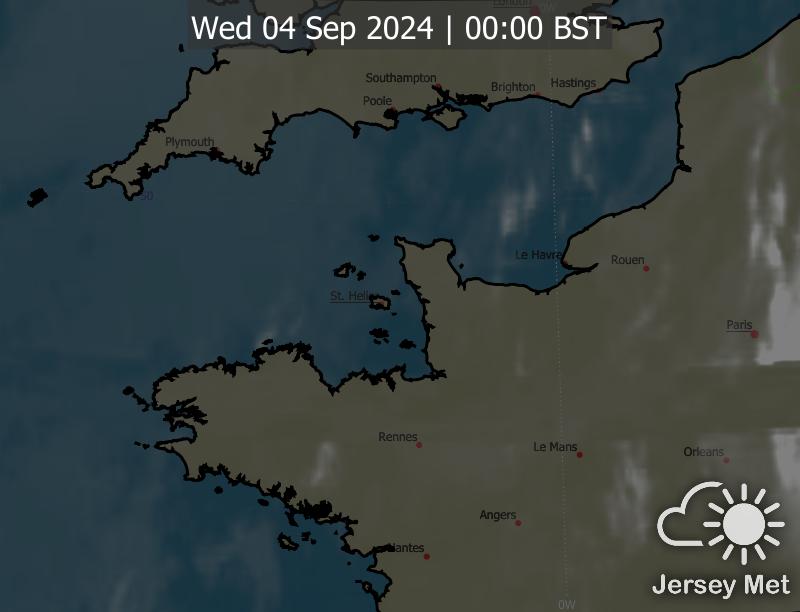 Wed 04 Sep 2024 | 00:00 BST
London
0W
Southampton
Brighton
Hastings
Poole
Plymouth
50
Le Havre
Rouen
St. Helier
Paris
Rennes
Le Mans
Orleans
Angers
Nantes
0W
Jersey Met